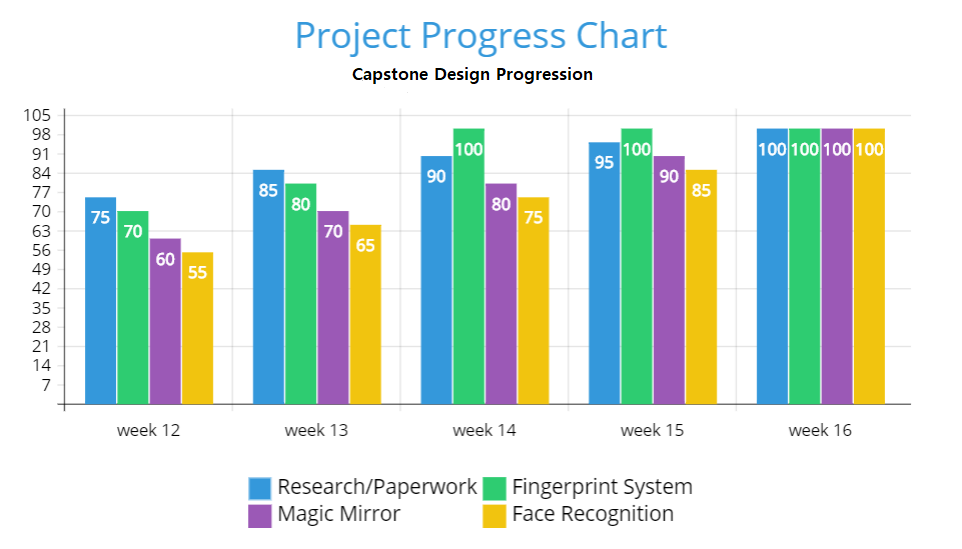 Project Progress Chart
Capstone Design Progression
105
98
91
84
77
70
63
56
49
42
35
28
21
14
7
75 70 60 55
85 80 70 65
90 100 80 75
95 100 90 85
100 100 100 100
week 12 week 13 week 14 week 15 week 16
Research/Paperwork Fingerprint System
Magic Mirror Face Recognition